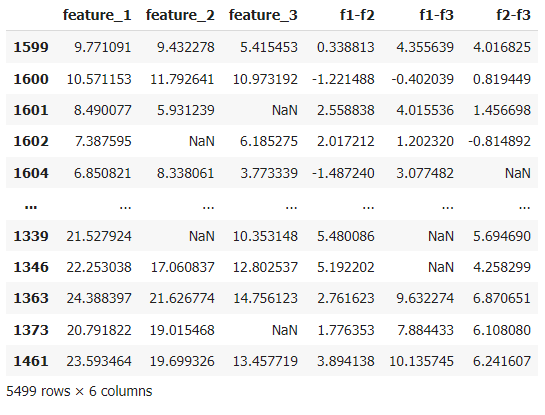 feature_1 feature_2 feature_3 f1-f2 f1-f3 f2-f3
1599 9.771091 9.432278 5.415453 0.338813 4.355639 4.016825
1600 10.571153 11.792641 10.973192 -1.221488 -0.402039 0.819449
1601 8.490077 5.931239 NaN 2.558838 4.015536 1.456698
1602 7.387595 NaN 6.185275 2.017212 1.202320 -0.814892
1604 6.850821 8.338061 3.773339 -1.487240 3.077482 NaN
... ... ... ... ... ... ...
1339 21.527924 NaN 10.353148 5.480086 NaN 5.694690
1346 22.253038 17.060837 12.802537 5.192202 NaN 4.258299
1363 24.388397 21.626774 14.756123 2.761623 9.632274 6.870651
1373 20.791822 19.015468 NaN 1.776353 7.884433 6.108080
1461 23.593464 19.699326 13.457719 3.894138 10.135745 6.241607
5499 rows × 6 columns